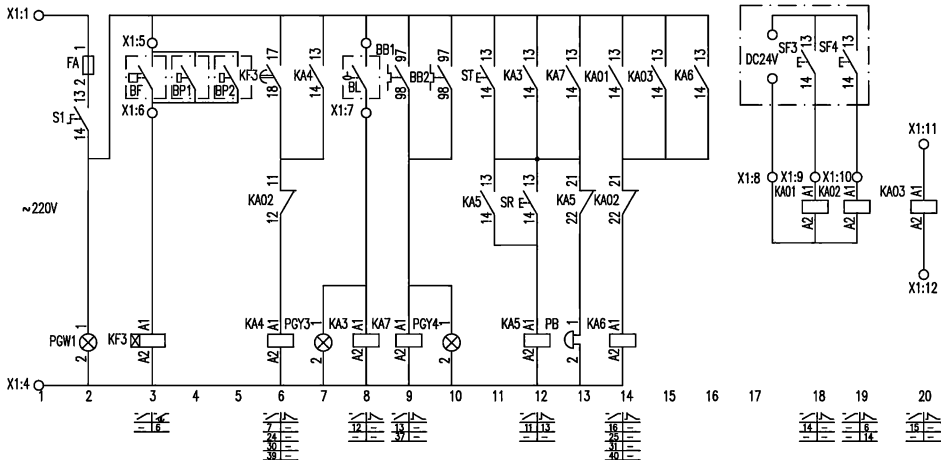 X1:1
X1:5
FA
1
2
13
14
S1
BF
BP1
BP2
X1:6
KF3
17
18
KA4
13
14
BB1
BL
X1:7
97
98
BB2
97
98
ST
E
13
14
KA3
13
14
KA7
13
14
KA01
13
14
KA03
13
14
KA6
13
14
DC24V
SF3
13
14
SF4
13
14
X1:8
X1:9
X1:10
KA01
A1
A2
KA02
A1
A2
X1:11
KA03
A1
A2
X1:12
~220V
KA02
11
12
KA5
13
14
SR
E
13
14
KA5
21
22
KA02
21
22
PGW1
1
2
KF3
A1
A2
KA4
A1
A2
PGY3
1
2
KA3
A1
A2
KA7
A1
A2
PGY4
1
2
KA5
A1
A2
PB
1
2
KA6
A1
A2
X1:4
1 2 3 4 5 6 7 8 9 10 11 12 13 14 15 16 17 18 19 20
- 6
7 -
24 -
30 -
39 -
12 -
13 -
37 -
11 13
16 -
25 -
31 -
40 -
14 -
- 6
- 14
15 -